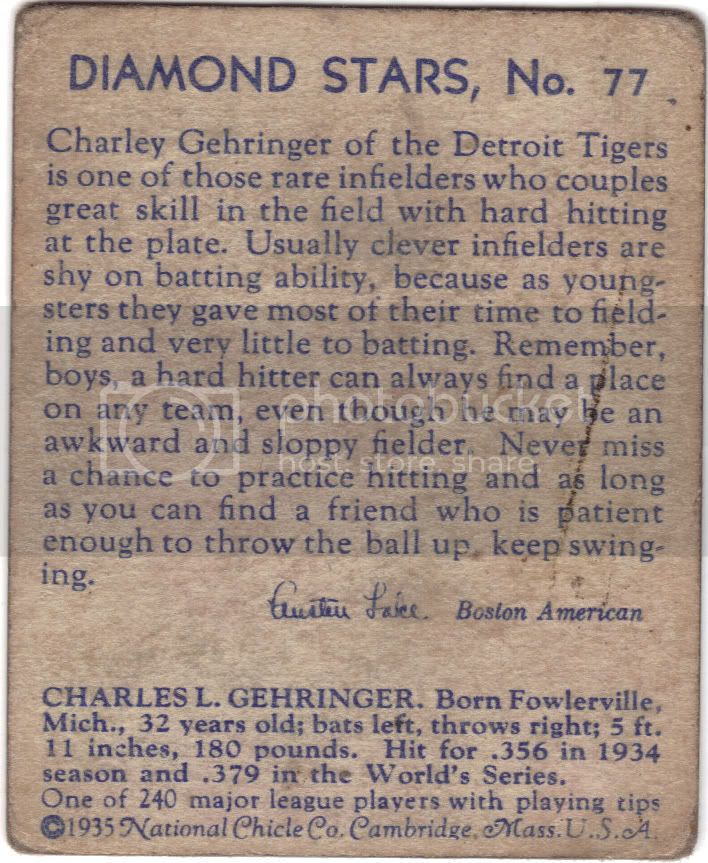 DIAMOND STARS, No. 77
Charley Gehringer of the Detroit Tigers
is one of those rare infielders who couples
great skill in the field with hard hitting
at the plate. Usually clever infielders are
shy on batting ability, because as young-
sters they gave most of their time to field-
ing and very little to batting. Remember,
boys, a hard hitter can always find a place
on any team, even though he may be an
awkward and sloppy fielder. Never miss
a chance to practice hitting and as long
as you can find a friend who is patient
enough to throw the ball up, keep swing-
ing.
Austen Lake. Boston American
CHARLES L. GEHRINGER. Born Fowlerville,
Mich., 32 years old; bats left, throws right; 5 ft.
11 inches, 180 pounds. Hit for .356 in 1934
season and .379 in the World's Series.
One of 240 major league players with playing tips
©1935 National Chicle Co. Cambridge, Mass. U.S.A.
photobucket
host. store. share.